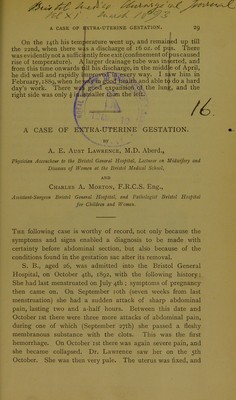 Bristol Medico
A CASE OF EXTRA-UTERINE GESTATION. 23
On the 14th his temperature went up, and remained up till
the 22nd, when there was a discharge of 16 oz. of pus. There
was evidently not a sufficiently free exit (confinement of pus caused
rise of temperature). A larger drainage tube was inserted, and
from this time onwards till his discharge, in the middle of April,
he did well and rapidly improved in every way. I saw him in
February, 1892, when he was in good health and able to do a hard
day's work. There was good expansion of the lung, and the
right side was only ½ in. smaller than the left.
16.
A CASE OF EXTRA-UTERINE GESTATION.
BY
A. E. Aust Lawrence, M.D. Aberd.,
Physician Accoucheur to the Bristol General Hospital, Lecturer on Midwifery and
Diseases of Women at the Bristol Medical School,
AND
Charles A. Morton, F.R.C.S. Eng.,
Assistant-Surgeon Bristol General Hospital, and Pathologist Bristol Hospital
for Children and Women.
The following case is worthy of record, not only because the
symptoms and signs enabled a diagnosis to be made with
certainty before abdominal section, but also because of the
conditions found in the gestation sac after its removal.
S. D., aged 26, was admitted into the Bristol General
Hospital, on October 4th, 1892, with the following history:
She had last menstruated on July 4th; symptoms of pregnancy
then came on. On September 10th (seven weeks from last
menstruation) she had a sudden attack of sharp abdominal
pain, lasting two and a-half hours. Between this date and
October 1st there were three more attacks of abdominal pain,
during one of which (September 27th) she passed a fleshy
membranous substance with the clots. This was the first
hemorrhage. On October 1st there was again severe pain, and
she became collapsed. Dr. Lawrence saw her on the 3th
October. She was then very pale. The uterus was fixed, and